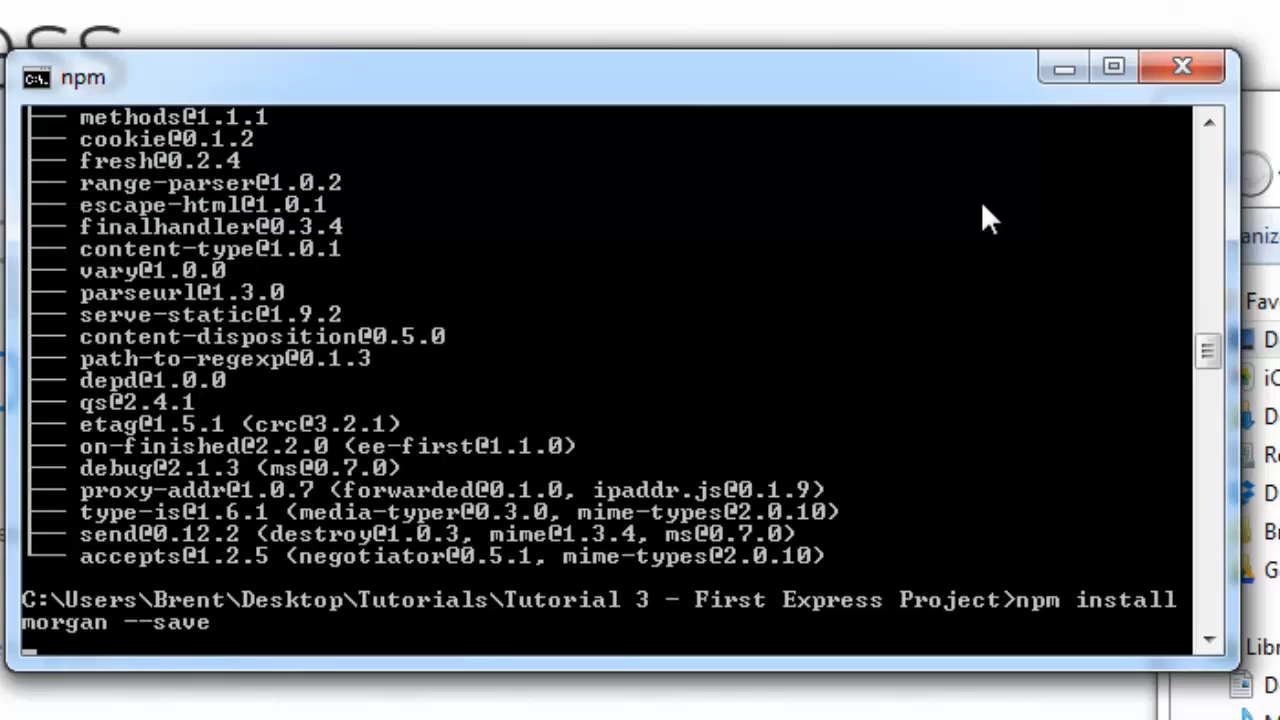 oss
npm
methods@1.1.1
cookie@0.1.2
fresh@0.2.4
range-parser@1.0.2
escape-html@1.0.1
finalhandler@0.3.4
content-type@1.0.1
vary@1.0.0
parseurl@1.3.0
serve-static@1.9.2
content-disposition@0.5.0
path-to-regexp@0.1.3
depd@1.0.0
qs@2.4.1
etag@1.5.1 (crc@3.2.1)
on-finished@2.2.0 (ee-first@1.1.0)
debug@2.1.3 (ms@0.7.0)
proxy-addr@1.0.7 (forwarded@0.1.0, ipaddr.js@0.1.9)
type-is@1.6.1 (media-typer@0.3.0, mime-types@2.0.10)
send@0.12.2 (destroy@1.0.3, mime@1.3.4, ms@0.7.0)
accepts@1.2.5 (negotiator@0.5.1, mime-types@2.0.10)
C:\Users\Brent\Desktop\Tutorials\Tutorial 3 - First Express Project>npm install
morgan --save
aniz
Fav
D
iC
D
Re
D
Br
G
Libr
D